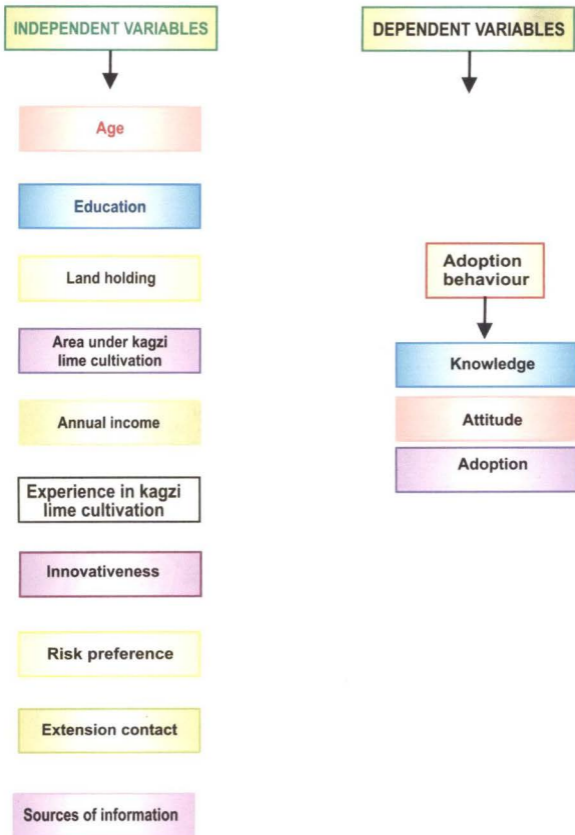 INDEPENDENT VARIABLES
Age
Education
Land holding
Area under kagzi
lime cultivation
Annual income
Experience in kagzi
lime cultivation
Innovativeness
Risk preference
Extension contact
Sources of information
DEPENDENT VARIABLES
Adoption
behaviour
Knowledge
Attitude
Adoption